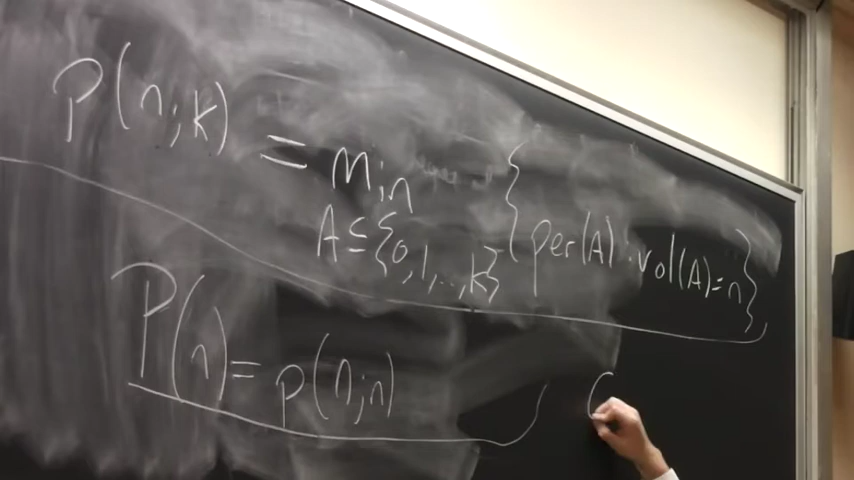 P(n;k) = min {per(A) : vol(A)=n}
A⊆{0,1,..,k}
P(n) = p(n;n)